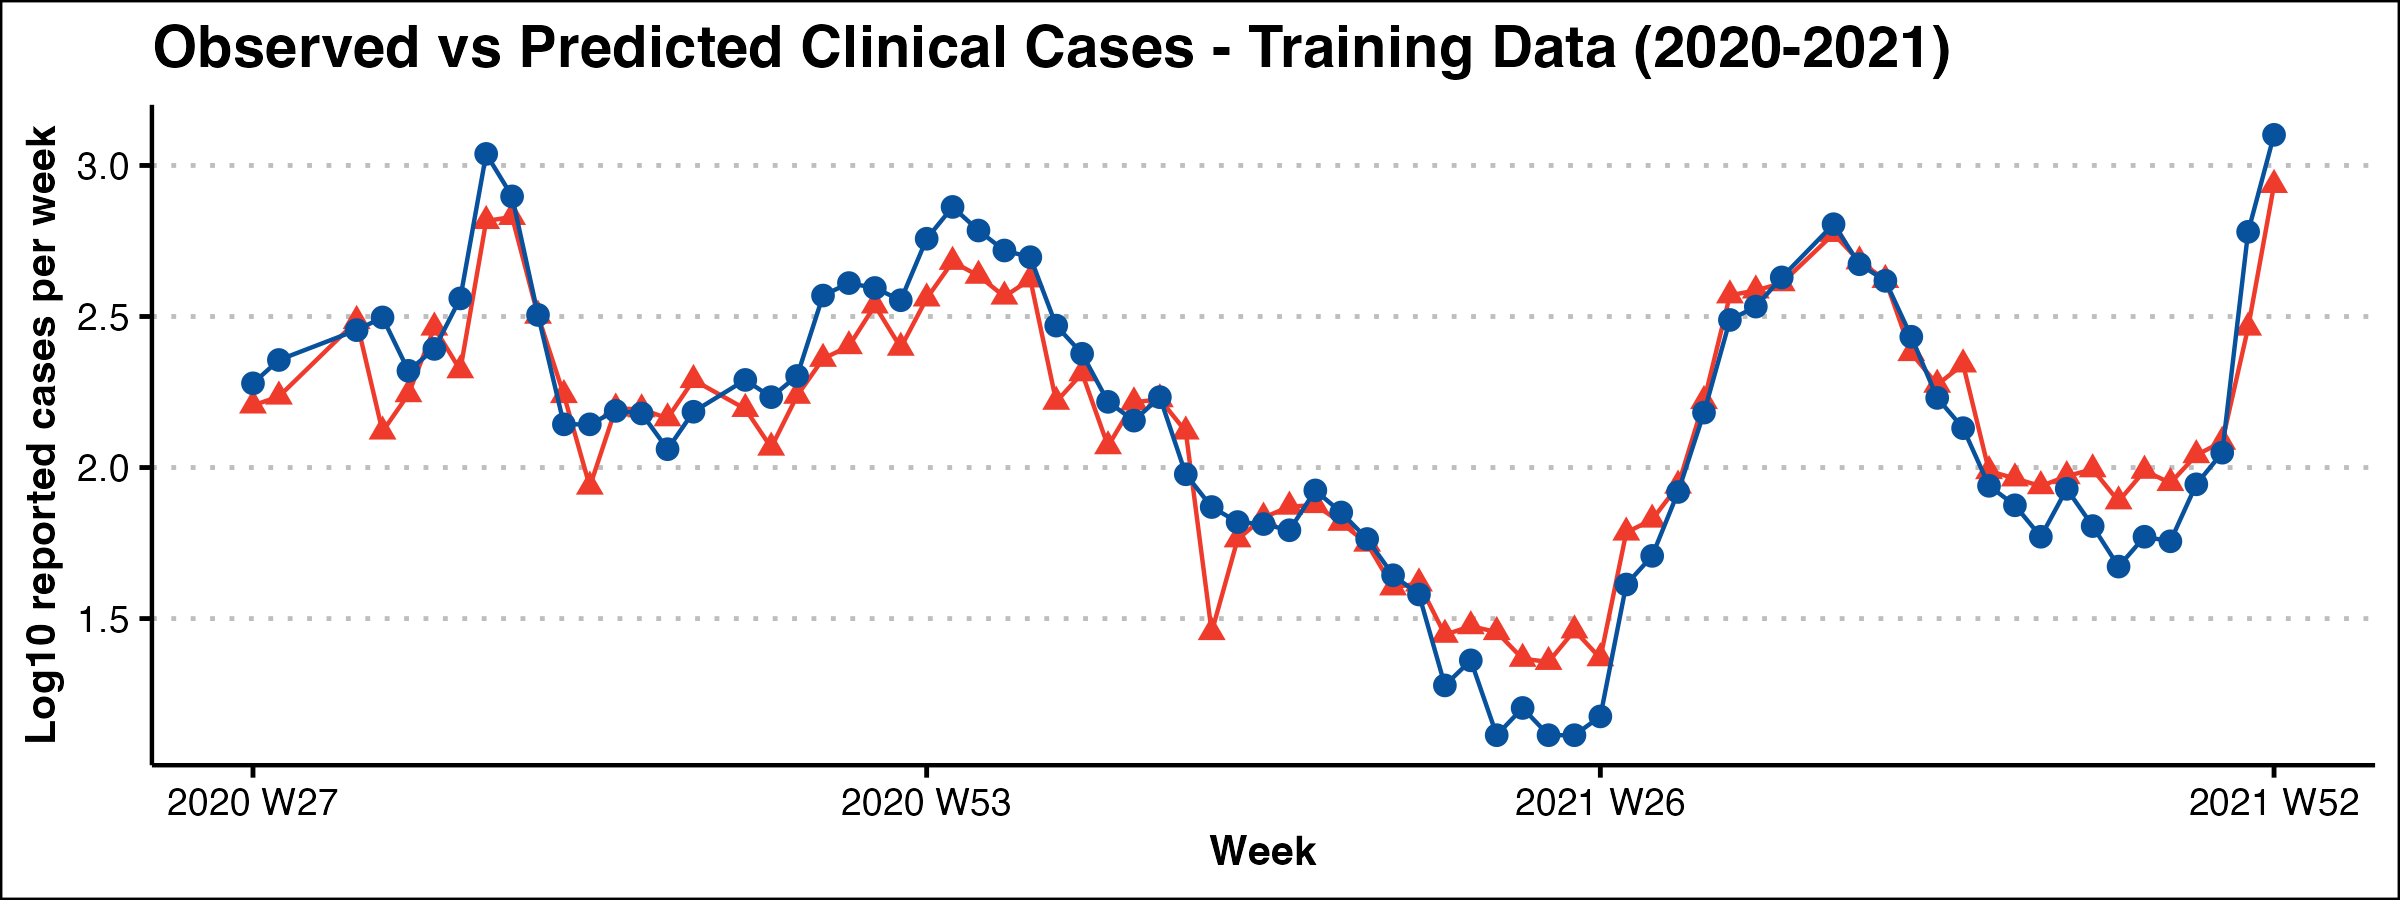 Observed vs Predicted Clinical Cases - Training Data (2020-2021)
Log10 reported cases per week
3.0
2.5
2.0
1.5
2020 W27
2020 W53
2021 W26
2021 W52
Week